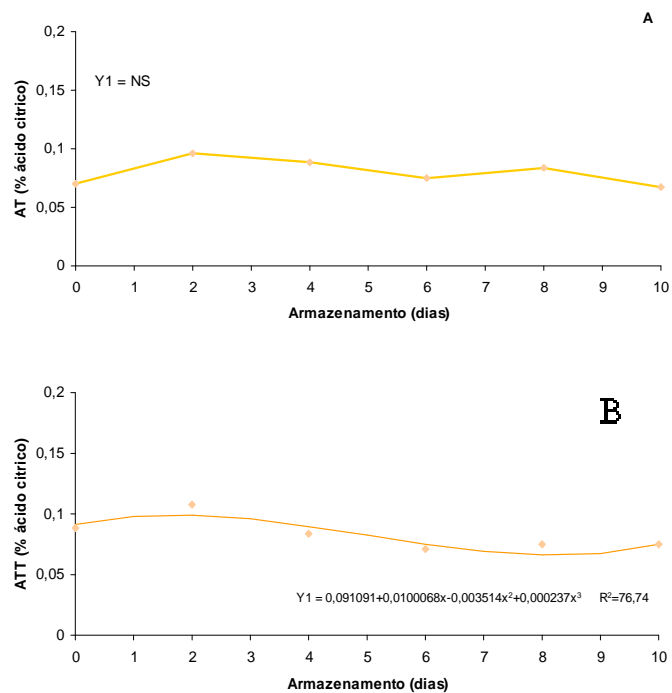 A
0,2
Y1 = NS
0,15
0,1
0,05
0
AT (% ácido cítrico)
0 1 2 3 4 5 6 7 8 9 10
Armazenamento (dias)
B
0,2
0,15
0,1
0,05
0
ATT (% ácido cítrico)
Y1 = 0,091091+0,0100068x-0,003514x²+0,000237x³ R²=76,74
0 1 2 3 4 5 6 7 8 9 10
Armazenamento (dias)